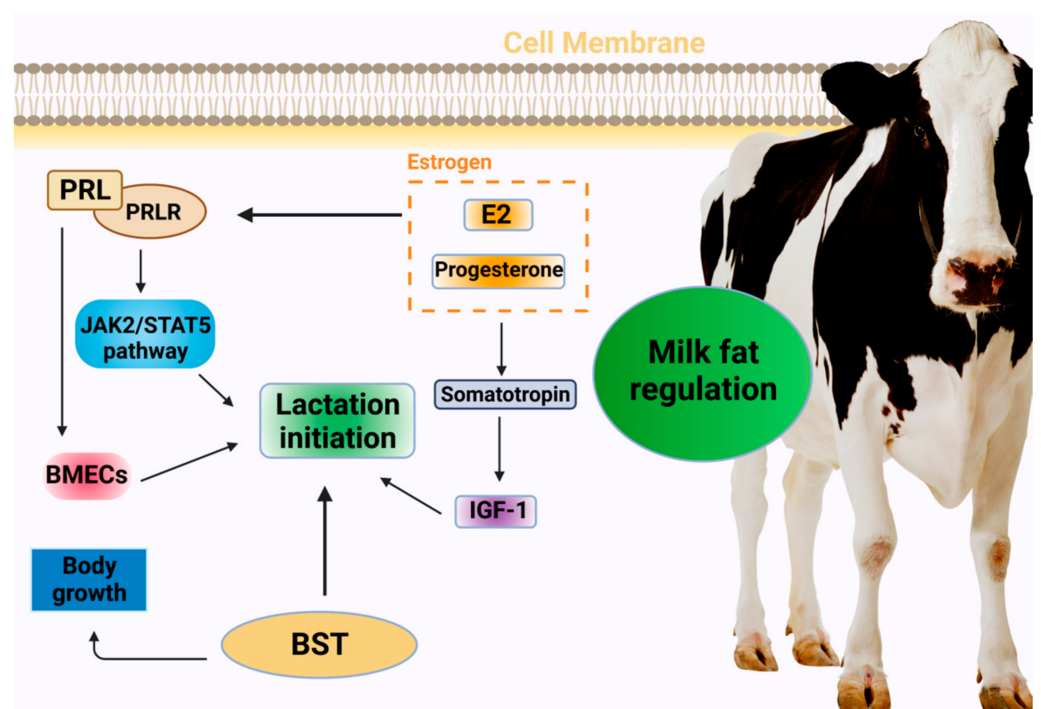 Cell Membrane
Estrogen
PRL
PRLR
E2
Progesterone
JAK2/STAT5
pathway
Milk fat
regulation
Somatotropin
Lactation
initiation
BMECs
IGF-1
Body
growth
BST